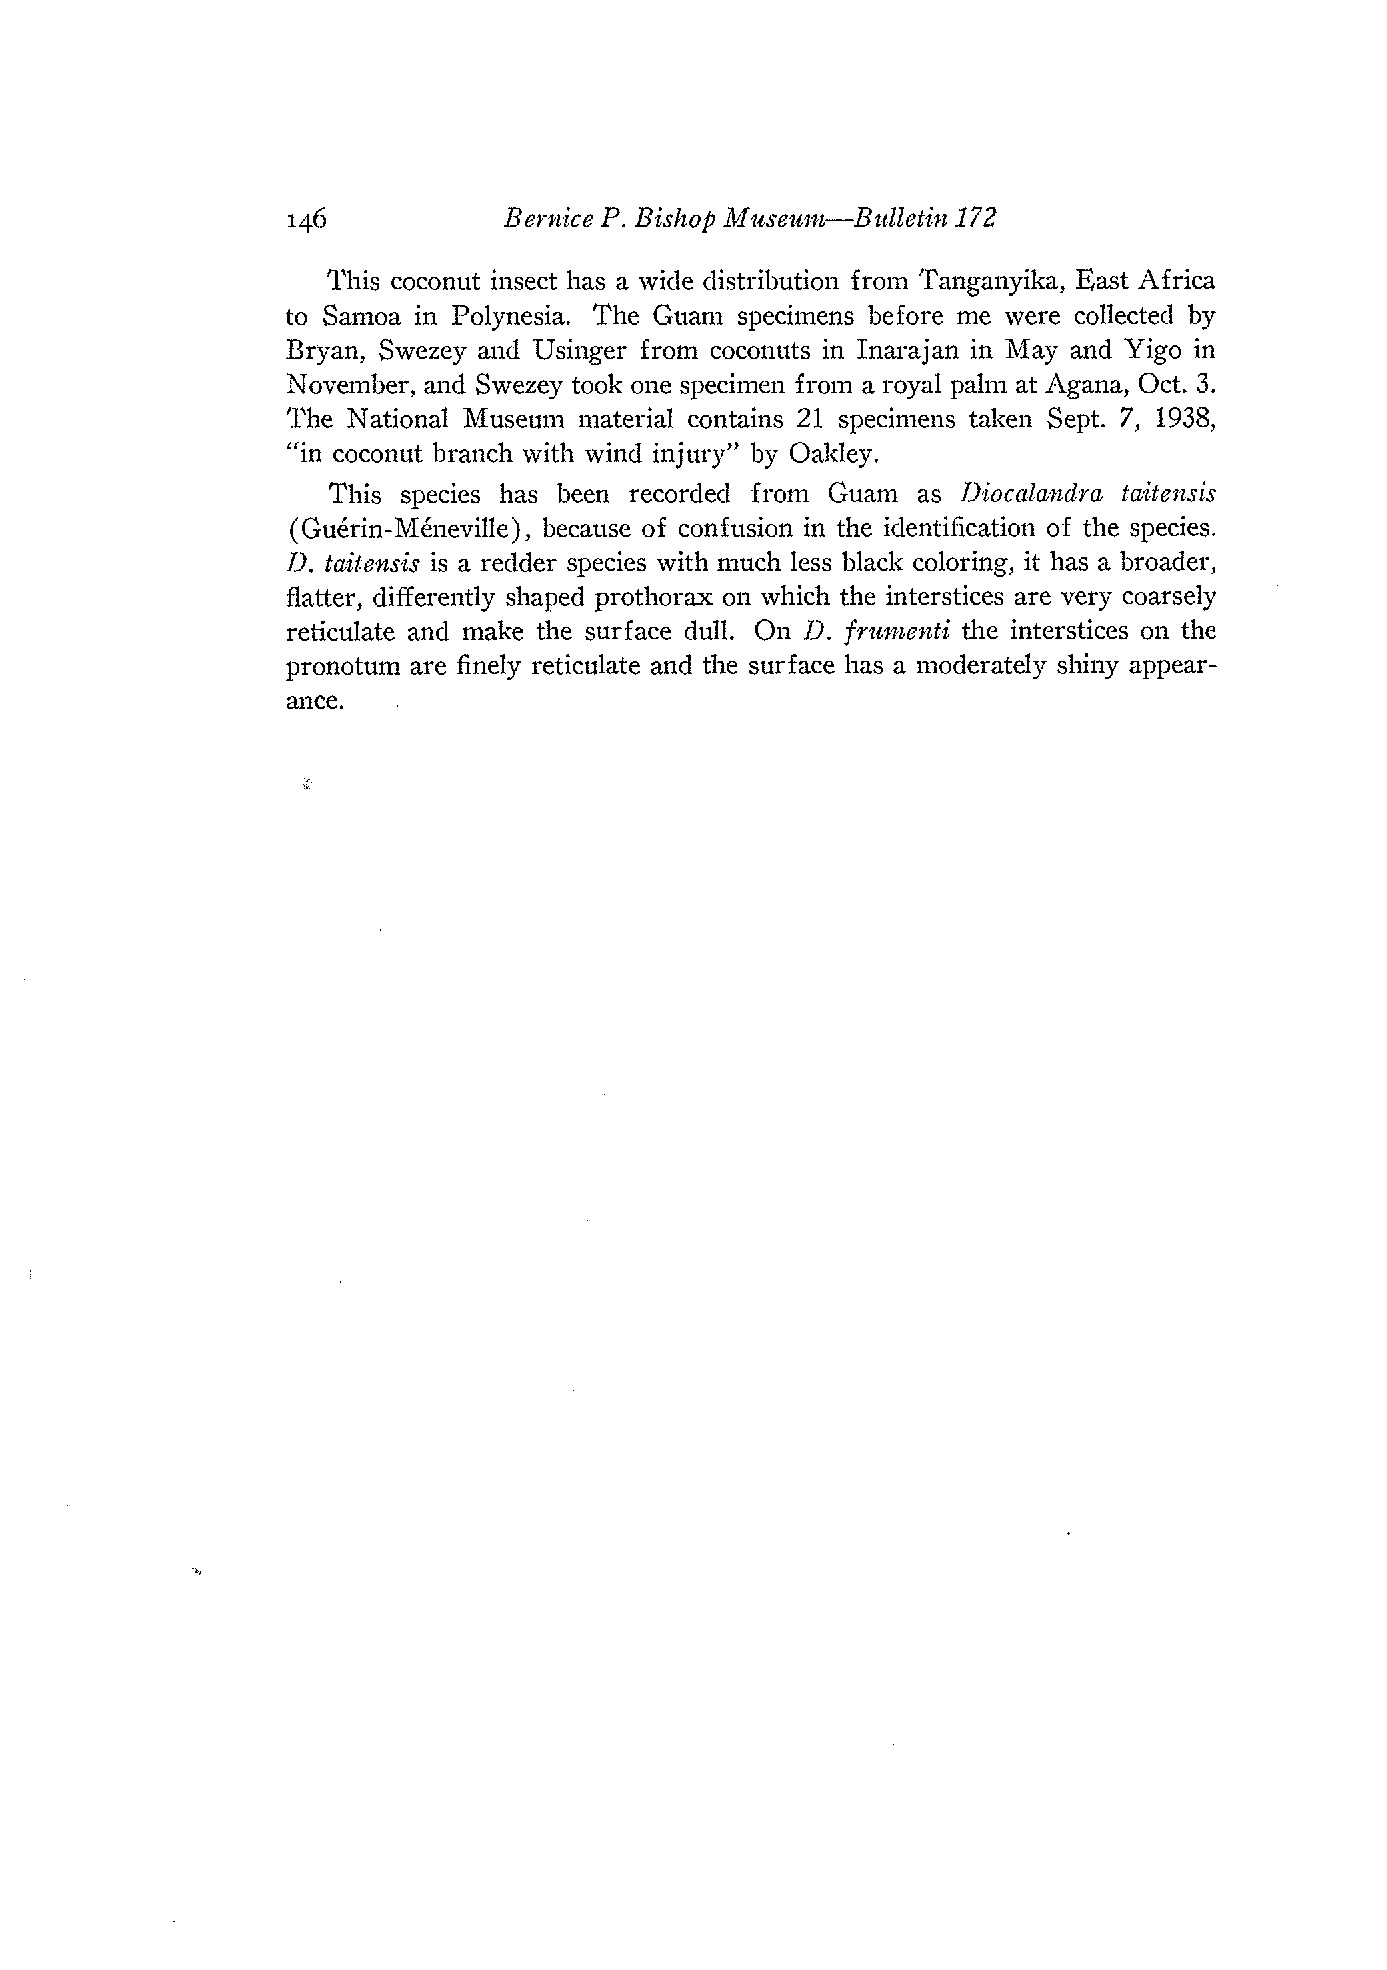 146 Bernice P. Bishop Museum—Bulletin 172
This coconut insect has a wide distribution from Tanganyika, East Africa
to Samoa in Polynesia. The Guam specimens before me were collected by
Bryan, Swezey and Usinger from coconuts in Inarajan in May and Yigo in
November, and Swezey took one specimen from a royal palm at Agana, Oct. 3.
The National Museum material contains 21 specimens taken Sept. 7, 1938,
"in coconut branch with wind injury" by Oakley.
This species has been recorded from Guam as Diocalandra taitensis
(Guérin-Méneville), because of confusion in the identification of the species.
D. taitensis is a redder species with much less black coloring, it has a broader,
flatter, differently shaped prothorax on which the interstices are very coarsely
reticulate and make the surface dull. On D. frumenti the interstices on the
pronotum are finely reticulate and the surface has a moderately shiny appear-
ance.